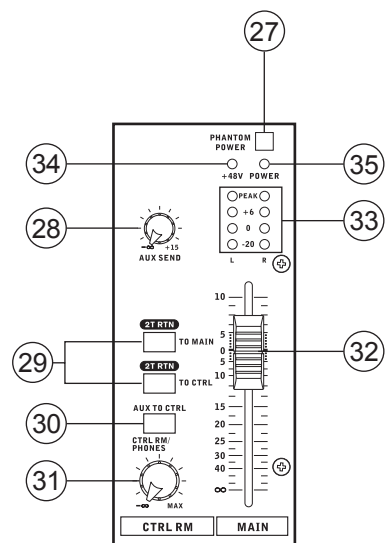 27
PHANTOM
POWER
34
+48V POWER
35
PEAK
+6
0
-20
L R
33
28
-∞ +15
AUX SEND
10
5
0
5
10
15
20
25
30
40
∞
32
2T RTN
TO MAIN
29
2T RTN
TO CTRL
30
AUX TO CTRL
CTRL RM/
PHONES
31
-∞ MAX
CTRL RM
MAIN